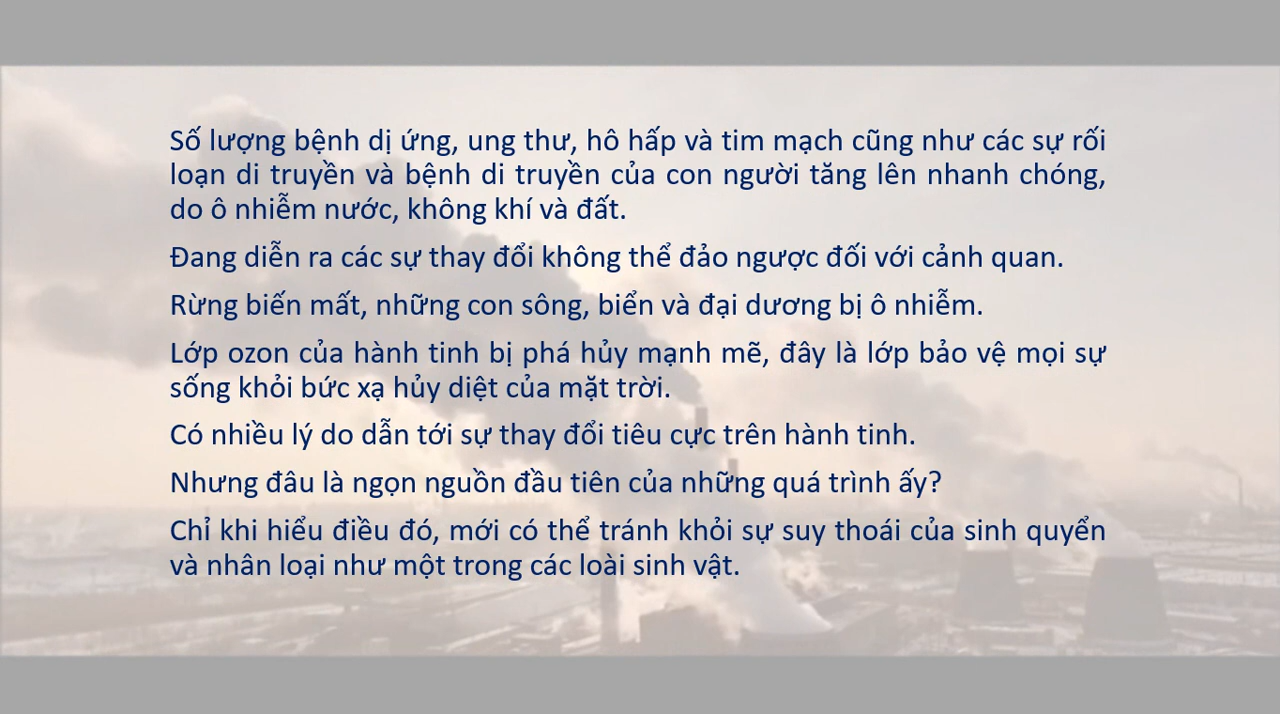 Số lượng bệnh dị ứng, ung thư, hô hấp và tim mạch cũng như các sự rối
loạn di truyền và bệnh di truyền của con người tăng lên nhanh chóng,
do ô nhiễm nước, không khí và đất.
Đang diễn ra các sự thay đổi không thể đảo ngược đối với cảnh quan.
Rừng biến mất, những con sông, biển và đại dương bị ô nhiễm.
Lớp ozon của hành tinh bị phá hủy mạnh mẽ, đây là lớp bảo vệ mọi sự
sống khỏi bức xạ hủy diệt của mặt trời.
Có nhiều lý do dẫn tới sự thay đổi tiêu cực trên hành tinh.
Nhưng đâu là ngọn nguồn đầu tiên của những quá trình ấy?
Chỉ khi hiểu điều đó, mới có thể tránh khỏi sự suy thoái của sinh quyển
và nhân loại như một trong các loài sinh vật.